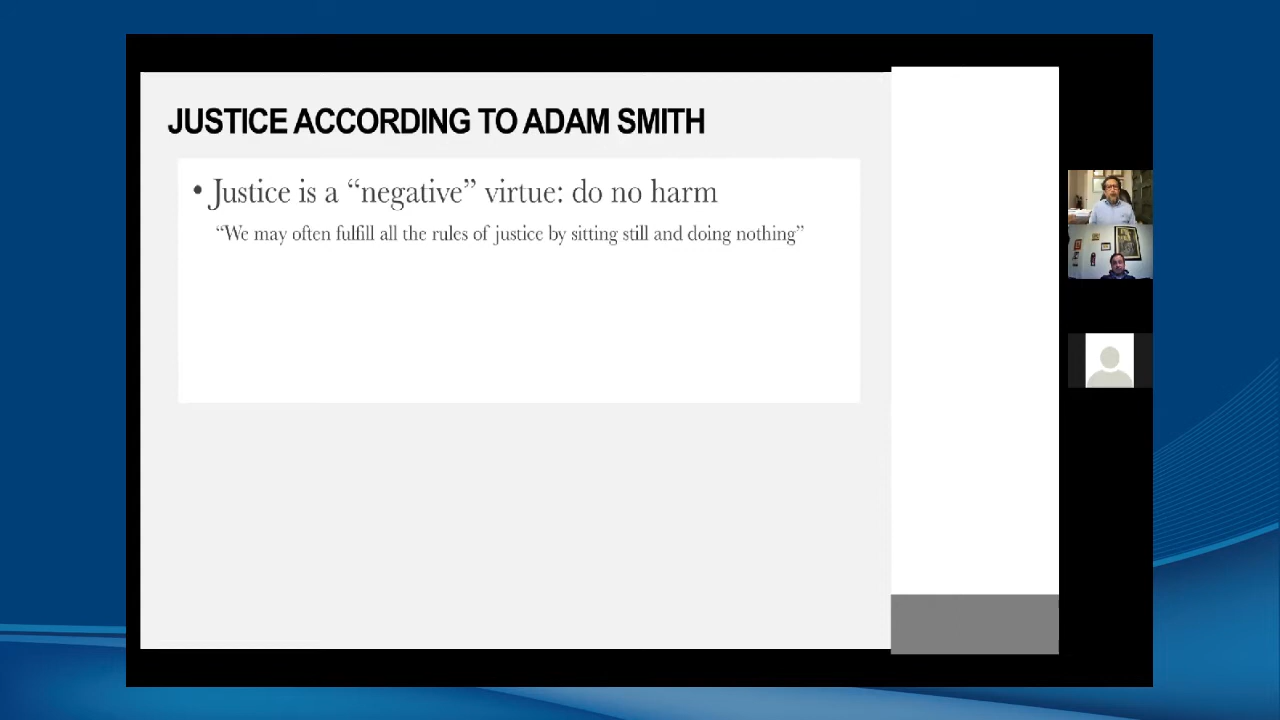 JUSTICE ACCORDING TO ADAM SMITH
• Justice is a “negative” virtue: do no harm
“We may often fulfill all the rules of justice by sitting still and doing nothing”